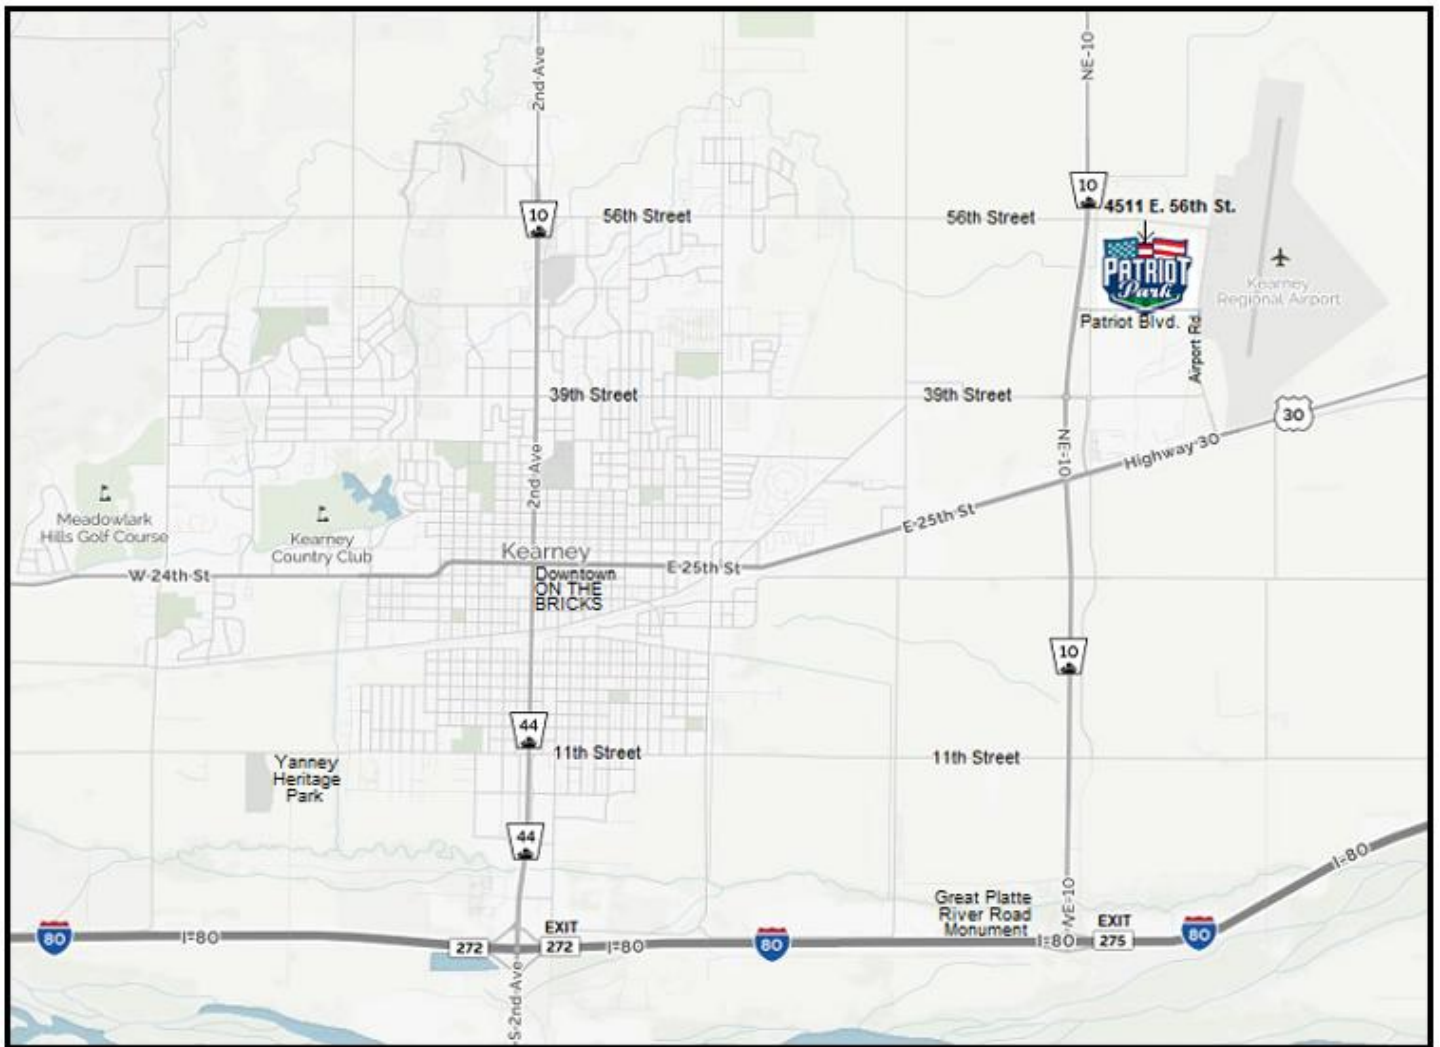 2nd Ave
NE-10
10
10
56th Street
56th Street
4511 E. 56th St.
PATRIOT
Park
Kearney
Regional Airport
Patriot Blvd.
Airport Rd.
39th Street
39th Street
30
2nd Ave
NE-10
Highway 30
Meadowlark
Hills Golf Course
Kearney
Country Club
E 25th St
Kearney
W 24th St
E 25th St
Downtown
ON THE
BRICKS
10
44
11th Street
11th Street
Yanney
Heritage
Park
44
I-80
NE-10
Great Platte
River Road
Monument
EXIT
275
80
I-80
80
I-80
272
EXIT
272
I-80
80
S 2nd Ave